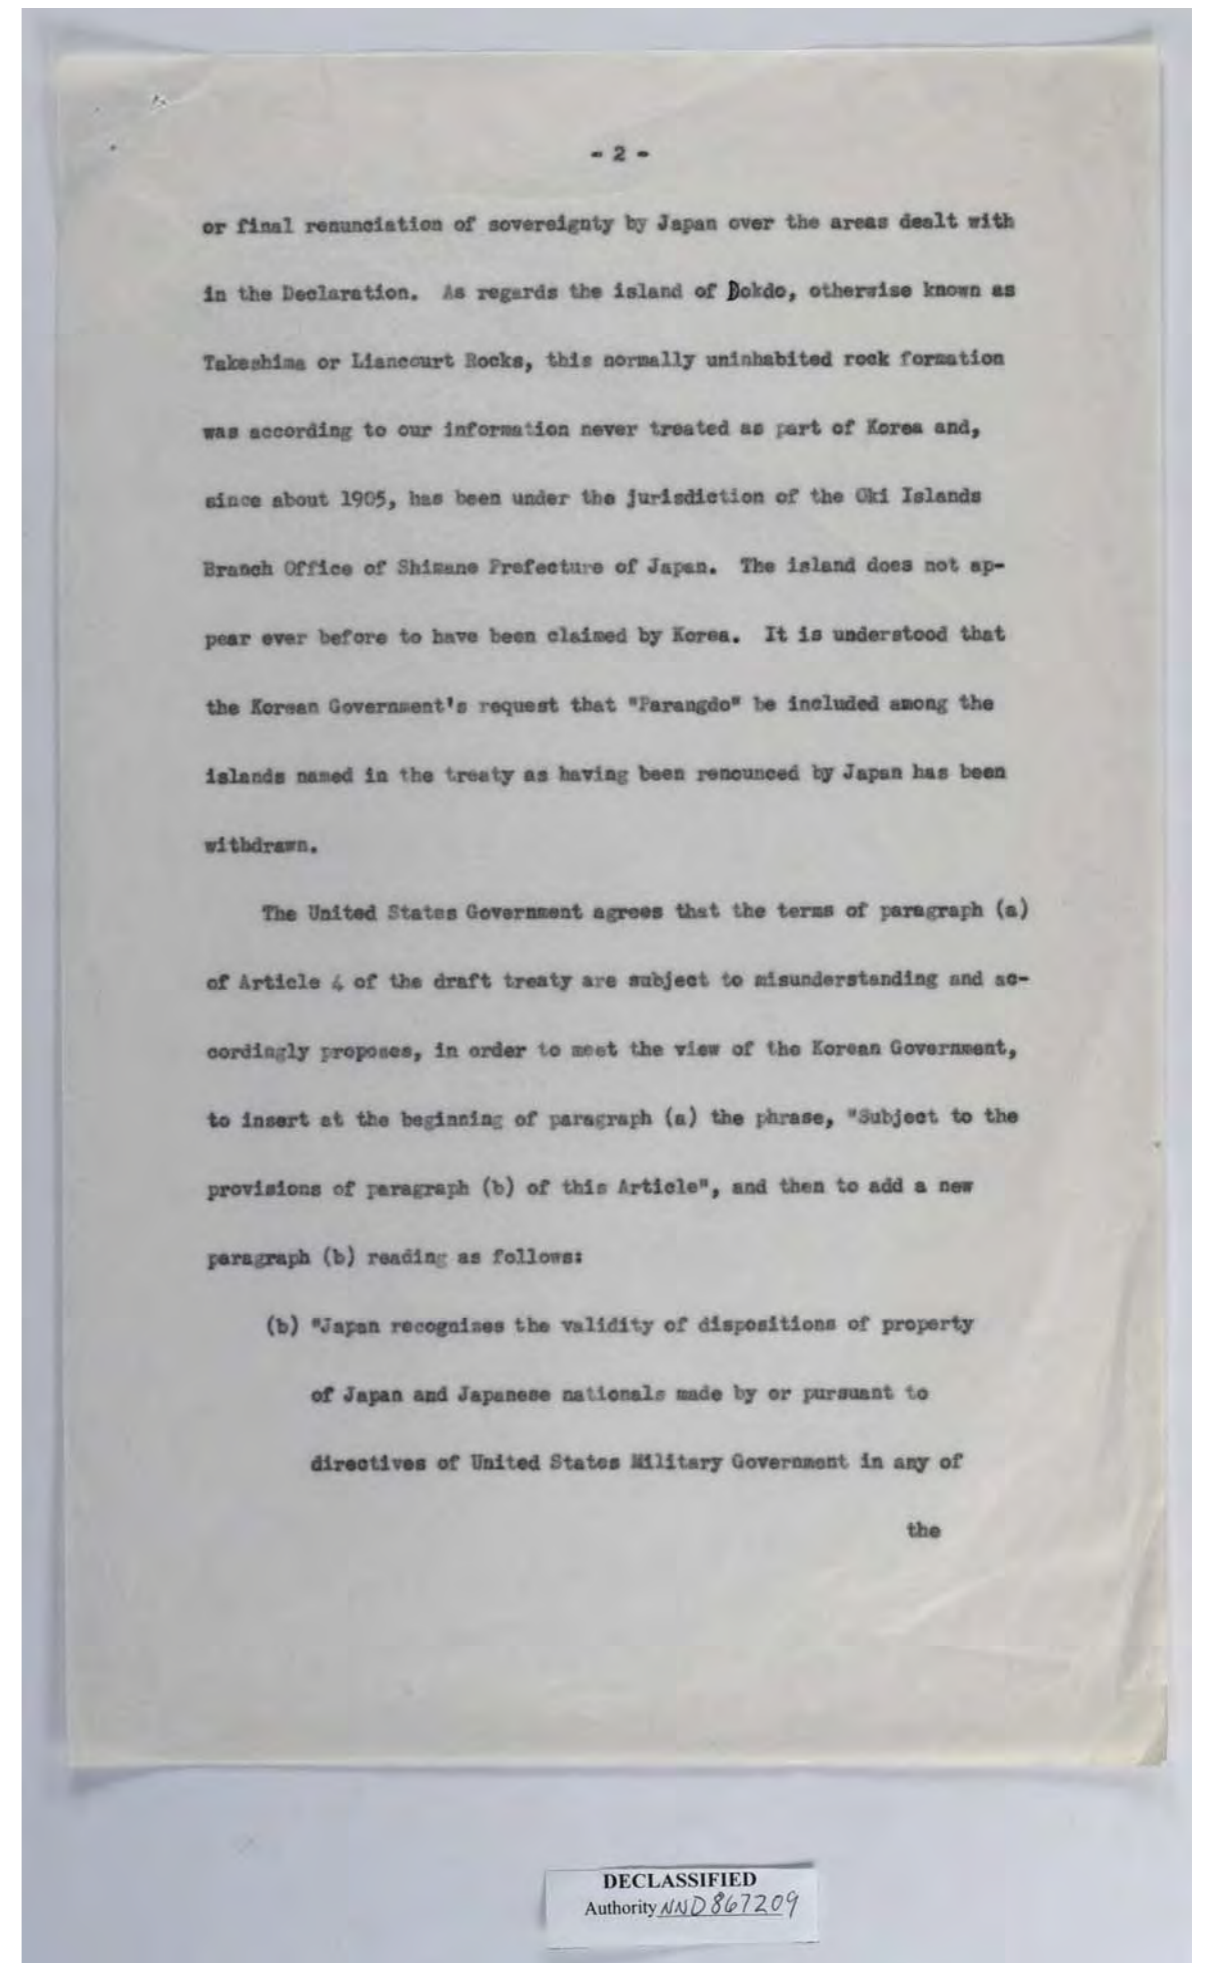 - 2 -
or final renunciation of sovereignty by Japan over the areas dealt with
in the Declaration. As regards the island of Dokdo, otherwise known as
Takeshima or Liancourt Rocks, this normally uninhabited rock formation
was according to our information never treated as part of Korea and,
since about 1905, has been under the jurisdiction of the Oki Islands
Branch Office of Shimane Prefecture of Japan. The island does not ap-
pear ever before to have been claimed by Korea. It is understood that
the Korean Government's request that "Parangdo" be included among the
islands named in the treaty as having been renounced by Japan has been
withdrawn.
The United States Government agrees that the terms of paragraph (a)
of Article 4 of the draft treaty are subject to misunderstanding and ac-
cordingly proposes, in order to meet the view of the Korean Government,
to insert at the beginning of paragraph (a) the phrase, "Subject to the
provisions of paragraph (b) of this Article", and then to add a new
paragraph (b) reading as follows:
(b) "Japan recognizes the validity of dispositions of property
of Japan and Japanese nationals made by or pursuant to
directives of United States Military Government in any of
the
DECLASSIFIED
Authority NND867209